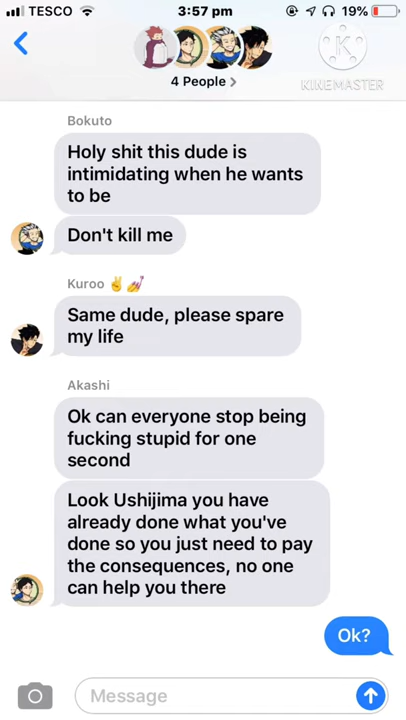 TESCO 3:57 pm 19%
K
KINEMASTER
4 People >
Bokuto
Holy shit this dude is
intimidating when he wants
to be
Don't kill me
Kuroo ✌️💅
Same dude, please spare
my life
Akashi
Ok can everyone stop being
fucking stupid for one
second
Look Ushijima you have
already done what you've
done so you just need to pay
the consequences, no one
can help you there
Ok?
Message